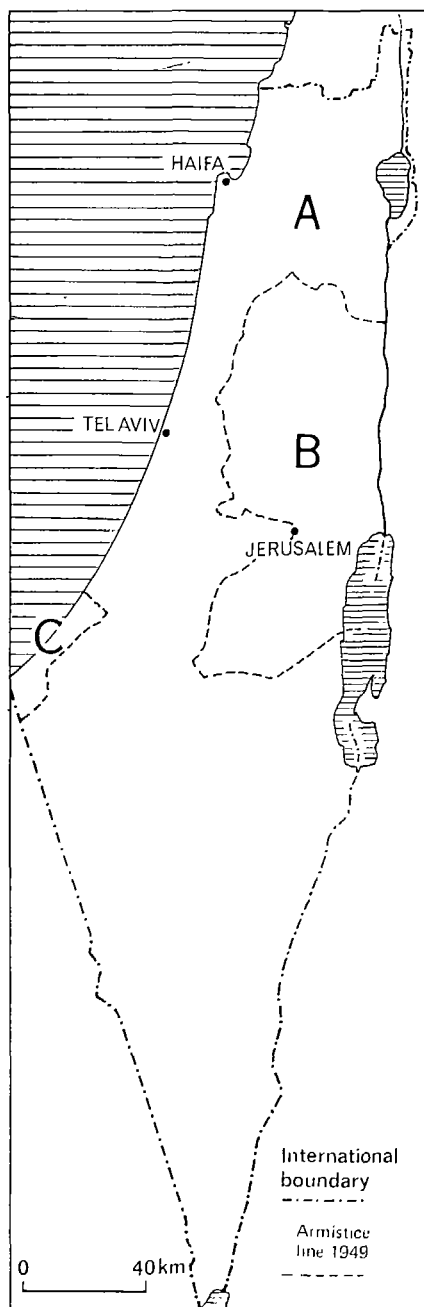 HAIFA
A
TEL AVIV
B
JERUSALEM
C
International
boundary
Armistice
line 1949
0 40km